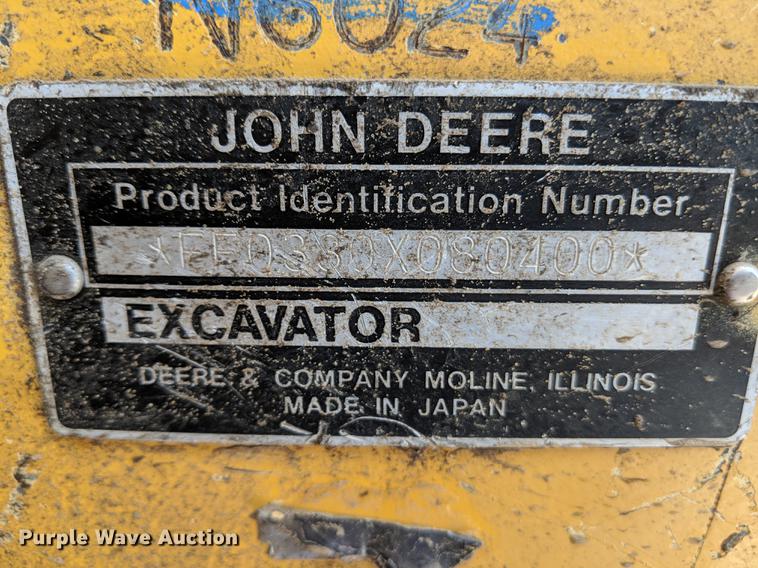 N6024
JOHN DEERE
Product Identification Number
*FF0330X080400*
EXCAVATOR
DEERE & COMPANY MOLINE, ILLINOIS
MADE IN JAPAN
Purple Wave Auction